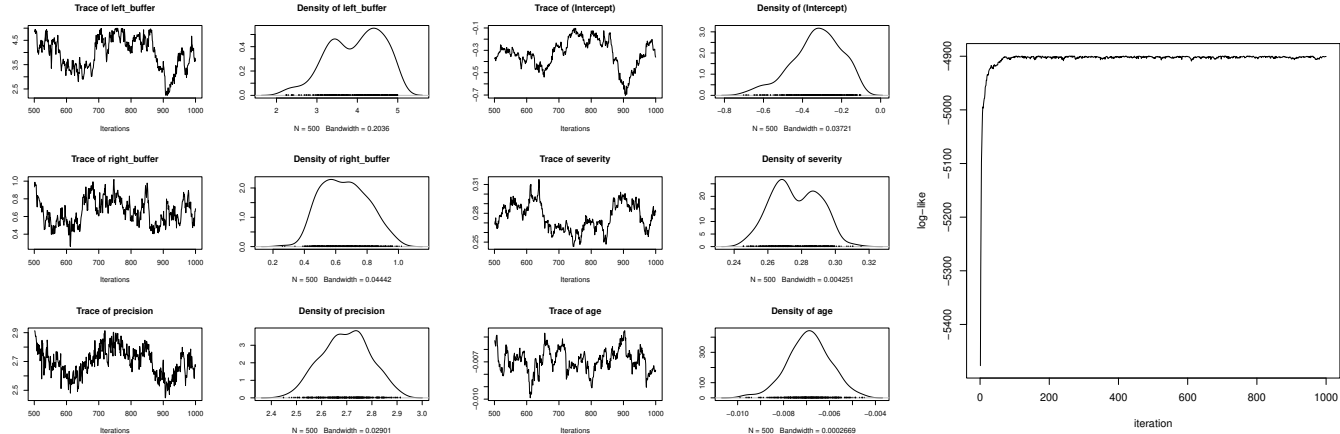 Trace of left_buffer
2.5 3.5 4.5
500 600 700 800 900 1000
Iterations
Density of left_buffer
0.0 0.2 0.4
2 3 4 5
N = 500 Bandwidth = 0.2036
Trace of (Intercept)
-0.7 -0.5 -0.3 -0.1
500 600 700 800 900 1000
Iterations
Density of (Intercept)
0.0 1.0 2.0 3.0
-0.8 -0.6 -0.4 -0.2 0.0
N = 500 Bandwidth = 0.03721
Trace of right_buffer
0.4 0.6 0.8 1.0
500 600 700 800 900 1000
Iterations
Density of right_buffer
0.0 1.0 2.0
0.2 0.4 0.6 0.8 1.0
N = 500 Bandwidth = 0.04442
Trace of severity
0.25 0.28 0.31
500 600 700 800 900 1000
Iterations
Density of severity
0 5 10 20
0.24 0.26 0.28 0.30 0.32
N = 500 Bandwidth = 0.004251
Trace of precision
2.5 2.7 2.9
500 600 700 800 900 1000
Iterations
Density of precision
0 1 2 3
2.4 2.5 2.6 2.7 2.8 2.9 3.0
N = 500 Bandwidth = 0.02901
Trace of age
-0.010 -0.007
500 600 700 800 900 1000
Iterations
Density of age
0 100 300
-0.010 -0.008 -0.006 -0.004
N = 500 Bandwidth = 0.0002669
log-like
-5400 -5300 -5200 -5100 -5000 -4900
0 200 400 600 800 1000
iteration